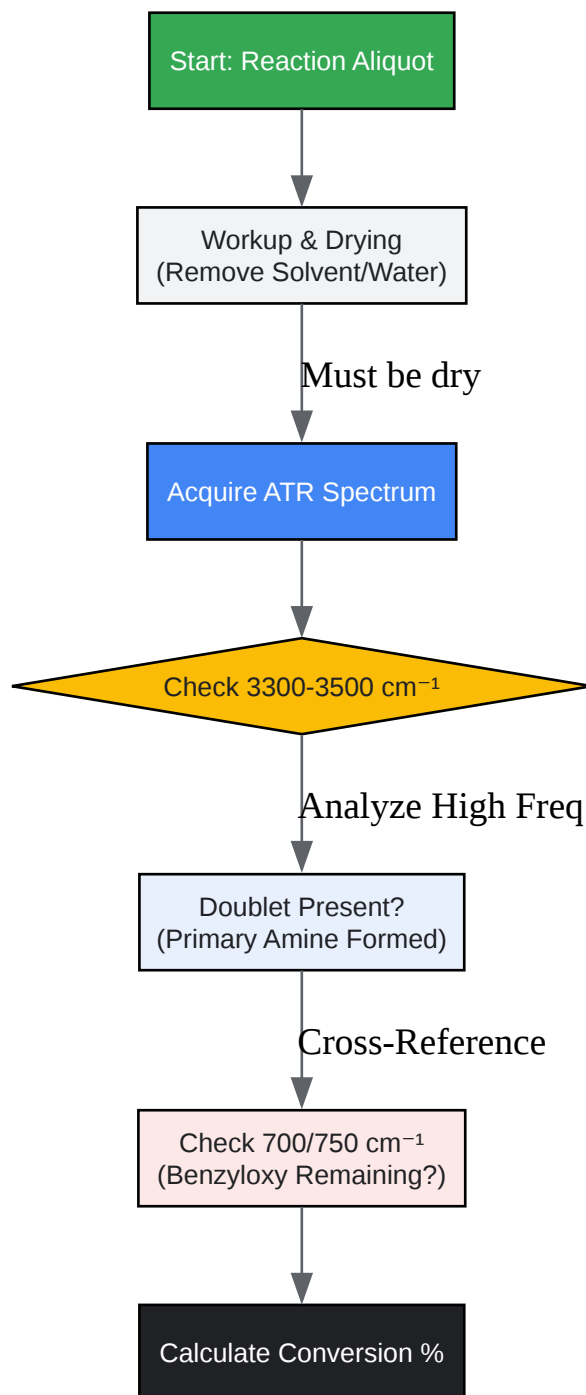 Start: Reaction Aliquot
Workup & Drying
(Remove Solvent/Water)
Must be dry
Acquire ATR Spectrum
Check 3300-3500 cm⁻¹
Analyze High Freq
Doublet Present?
(Primary Amine Formed)
Cross-Reference
Check 700/750 cm⁻¹
(Benzyloxy Remaining?)
Calculate Conversion %